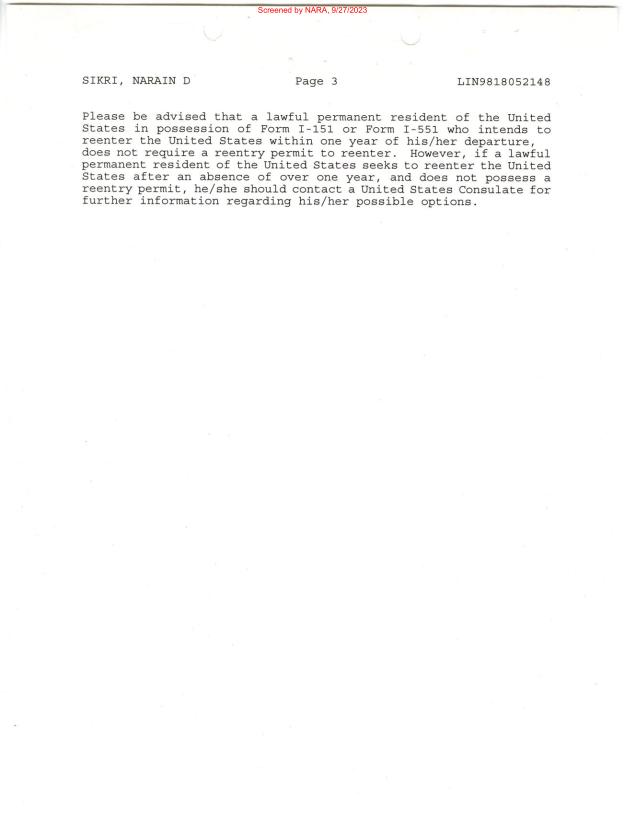 Screened by NARA, 9/27/2023
SIKRI, NARAIN D Page 3 LIN9818052148
Please be advised that a lawful permanent resident of the United
States in possession of Form I-151 or Form I-551 who intends to
reenter the United States within one year of his/her departure,
does not require a reentry permit to reenter. However, if a lawful
permanent resident of the United States seeks to reenter the United
States after an absence of over one year, and does not possess a
reentry permit, he/she should contact a United States Consulate for
further information regarding his/her possible options.